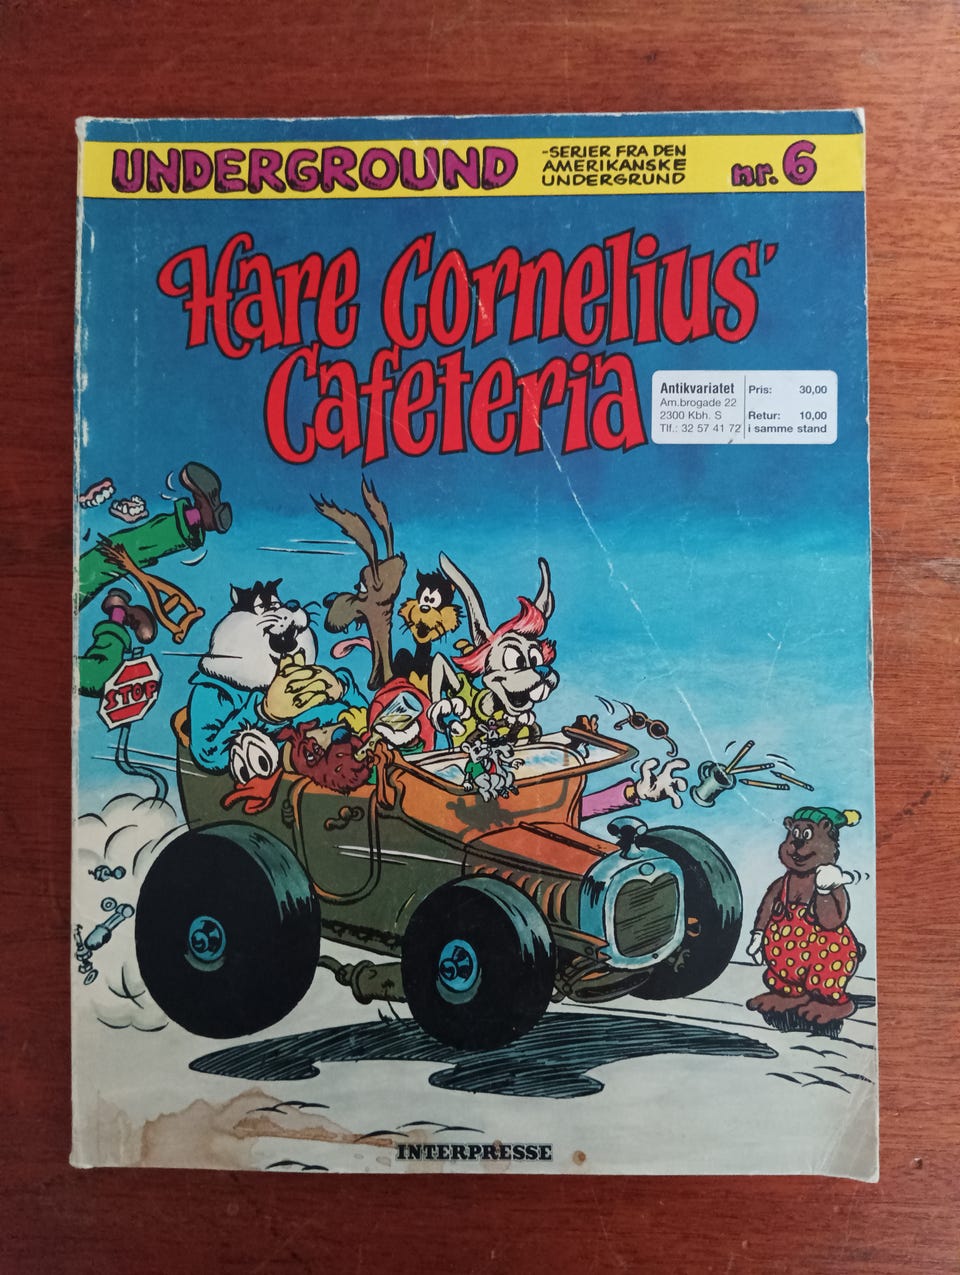 UNDERGROUND
-SERIER FRA DEN
AMERIKANSKE
UNDERGRUND
nr. 6
Hare Cornelius'
Cafeteria
Antikvariatet
Am.brogade 22
2300 Kbh. S
Tlf.: 32 57 41 72
Pris: 30,00
Retur: 10,00
i samme stand
STOP
INTERPRESSE